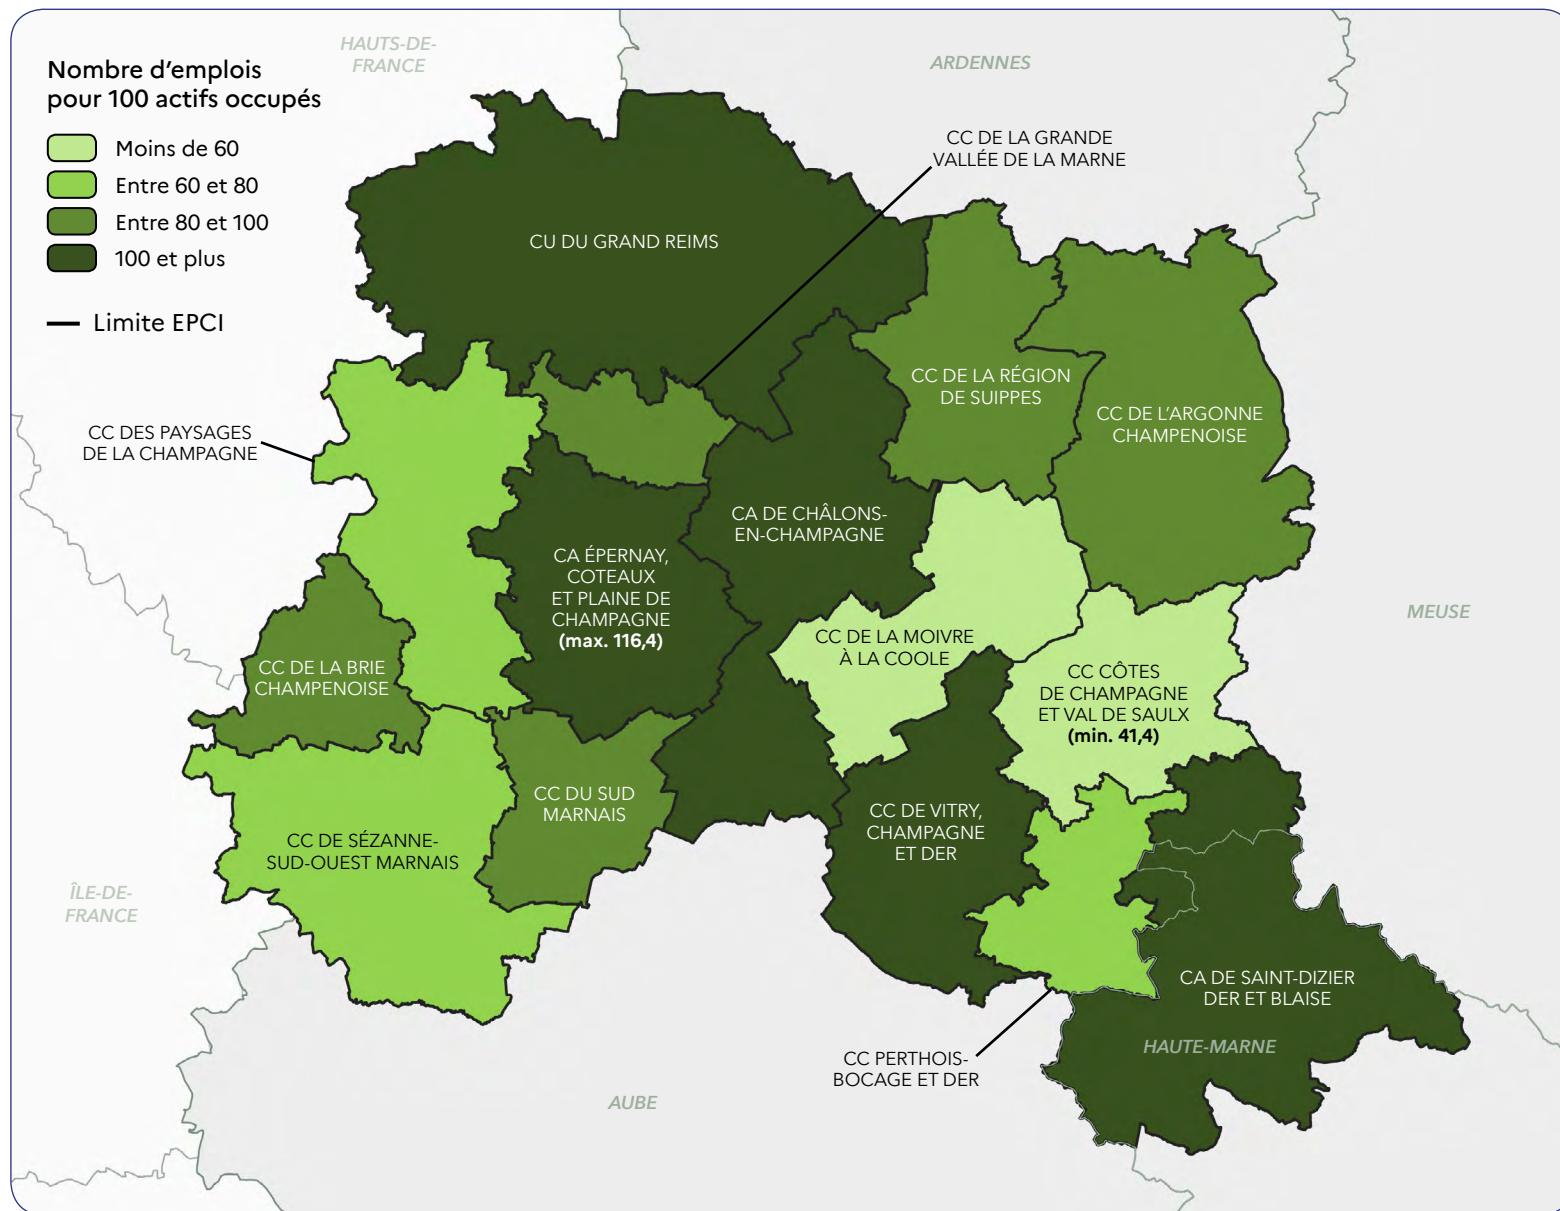 Nombre d'emplois
pour 100 actifs occupés
Moins de 60
Entre 60 et 80
Entre 80 et 100
100 et plus
Limite EPCI
HAUTS-DE-
FRANCE
ARDENNES
CC DE LA GRANDE
VALLÉE DE LA MARNE
CU DU GRAND REIMS
CC DE LA RÉGION
DE SUIPPES
CC DE L'ARGONNE
CHAMPENOISE
CC DES PAYSAGES
DE LA CHAMPAGNE
CA DE CHÂLONS-
EN-CHAMPAGNE
CA ÉPERNAY,
COTEAUX
ET PLAINE DE
CHAMPAGNE
(max. 116,4)
MEUSE
CC DE LA MOIVRE
À LA COOLE
CC DE LA BRIE
CHAMPENOISE
CC CÔTES
DE CHAMPAGNE
ET VAL DE SAULX
(min. 41,4)
CC DU SUD
MARNAIS
CC DE VITRY,
CHAMPAGNE
ET DER
CC DE SÉZANNE-
SUD-OUEST MARNAIS
ÎLE-DE-
FRANCE
CA DE SAINT-DIZIER
DER ET BLAISE
HAUTE-MARNE
CC PERTHOIS-
BOCAGE ET DER
AUBE